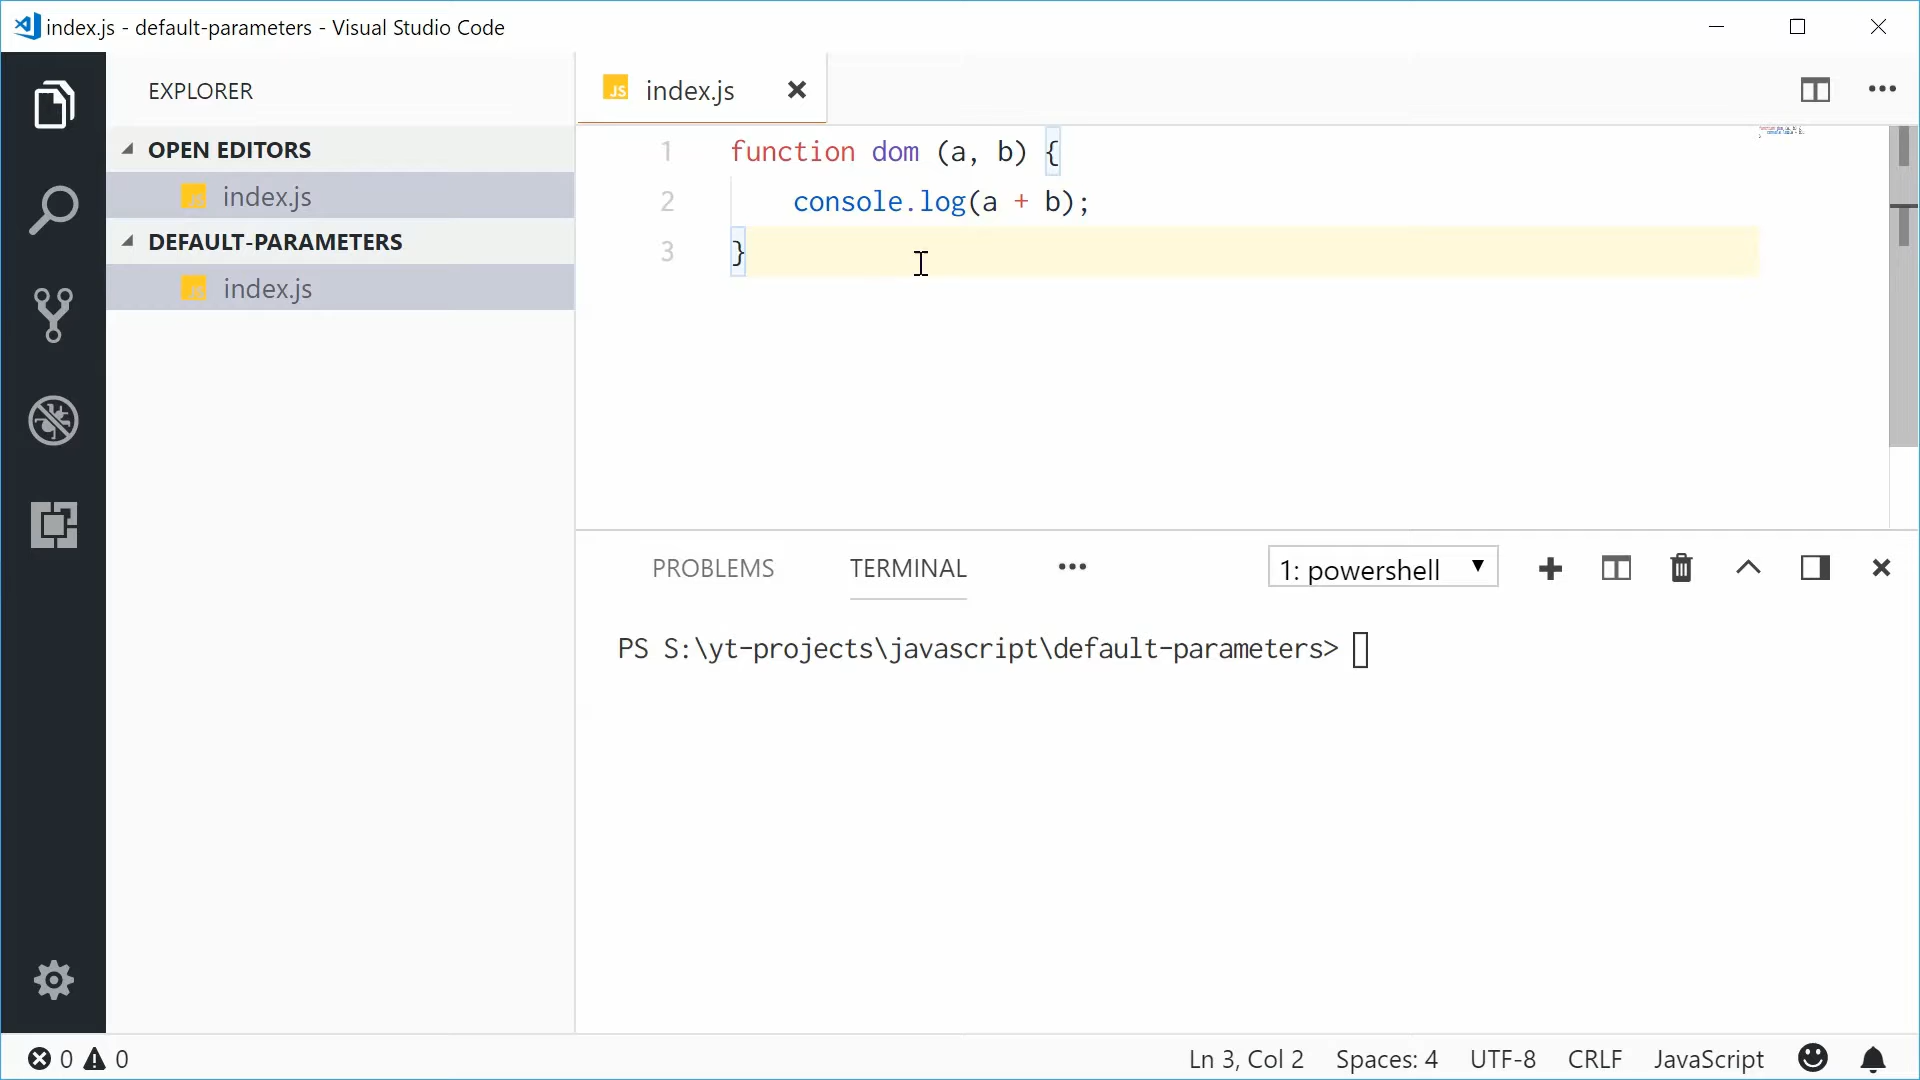 index.js - default-parameters - Visual Studio Code
EXPLORER
OPEN EDITORS
JS index.js
DEFAULT-PARAMETERS
JS index.js
JS index.js
1 function dom (a, b) {
2 console.log(a + b);
3 }
PROBLEMS TERMINAL ••• 1: powershell
PS S:\yt-projects\javascript\default-parameters>
0 0 Ln 3, Col 2 Spaces: 4 UTF-8 CRLF JavaScript